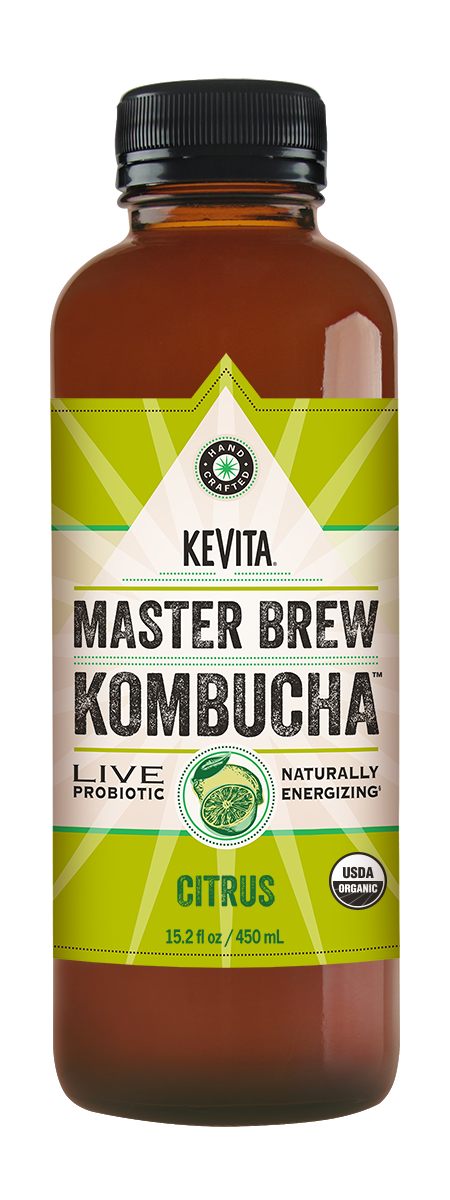 HAND
CRAFTED
KEVITA®
MASTER BREW
KOMBUCHA™
LIVE
PROBIOTIC
NATURALLY
ENERGIZING◊
CITRUS
USDA
ORGANIC
15.2 fl oz / 450 mL